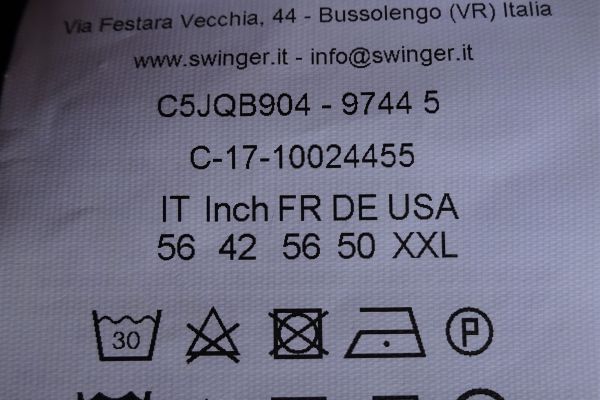 Via Festara Vecchia, 44 - Bussolengo (VR) Italia
www.swinger.it - info@swinger.it
C5JQB904 - 9744 5
C-17-10024455
IT Inch FR DE USA
56 42 56 50 XXL
30 P